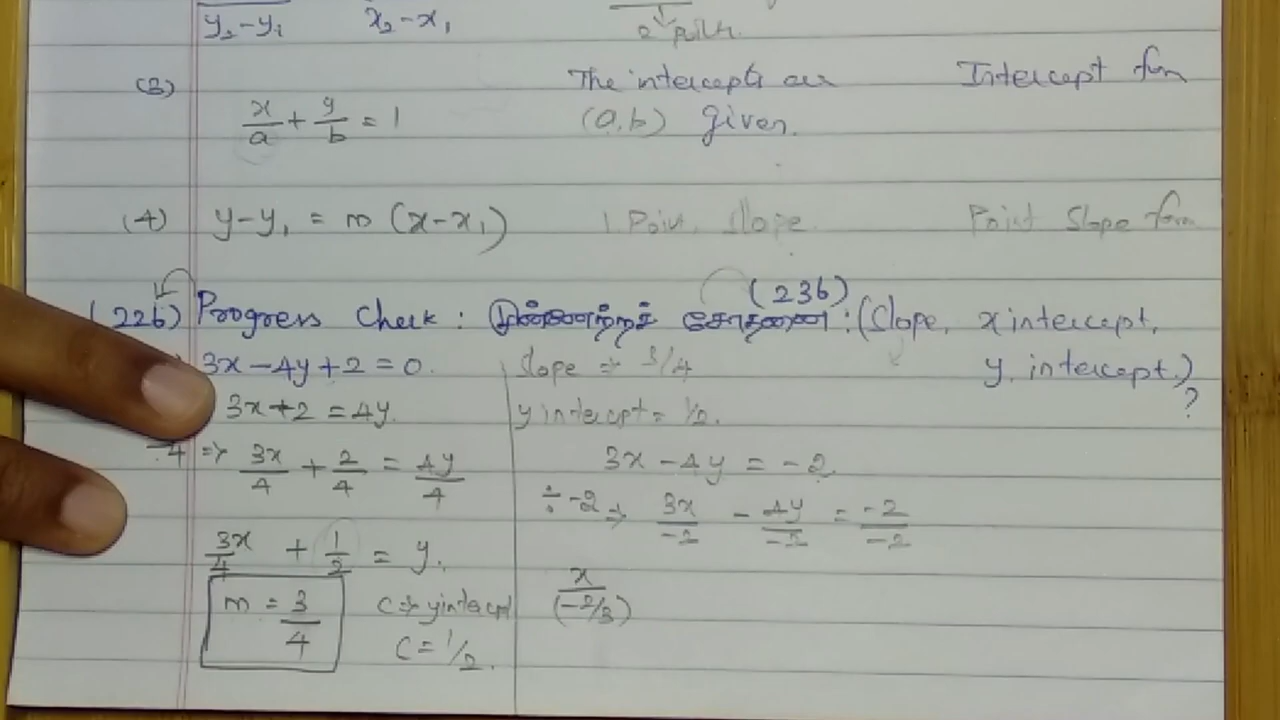 y₂-y₁ x₂-x₁ 2
(3) The intercepts are Intercept form
x/a + y/b = 1 (a,b) given.
(4) y-y₁ = m (x-x₁) 1. Point, Slope. Point Slope form
(236)
(226) Progress Check: முன்னேற்றச் சோதனை: (Slope, x intercept,
3x-4y+2=0. Slope ⇒ 3/4 y. intercept.)
3x+2 = 4y. y intercept = 1/2. ?
4 ⇒ 3x/4 + 2/4 = 4y/4 3x-4y = -2.
÷ -2 ⇒ 3x/-2 - 4y/-2 = -2/-2
3x/4 + 1/2 = y.
m = 3/4 c ⇒ y intercept x/(-2/3)
c = 1/2.